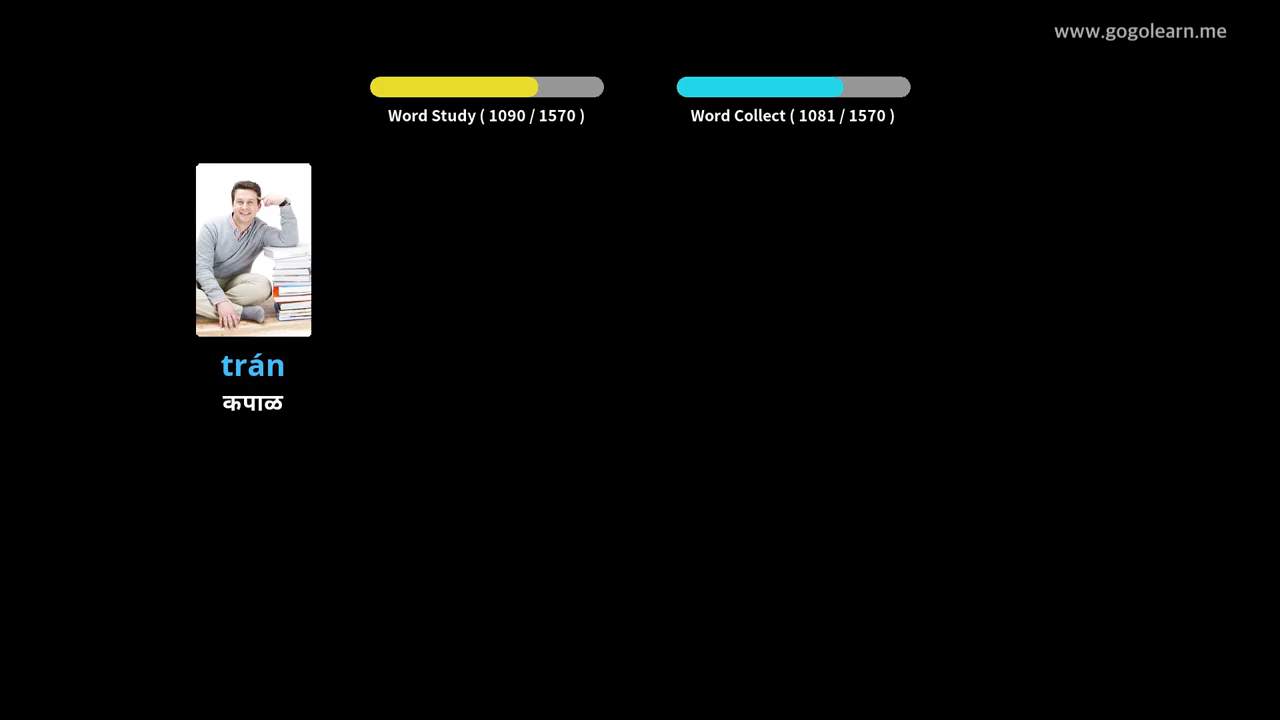 www.gogolearn.me
Word Study ( 1090 / 1570 )
Word Collect ( 1081 / 1570 )
trán
कपाळ